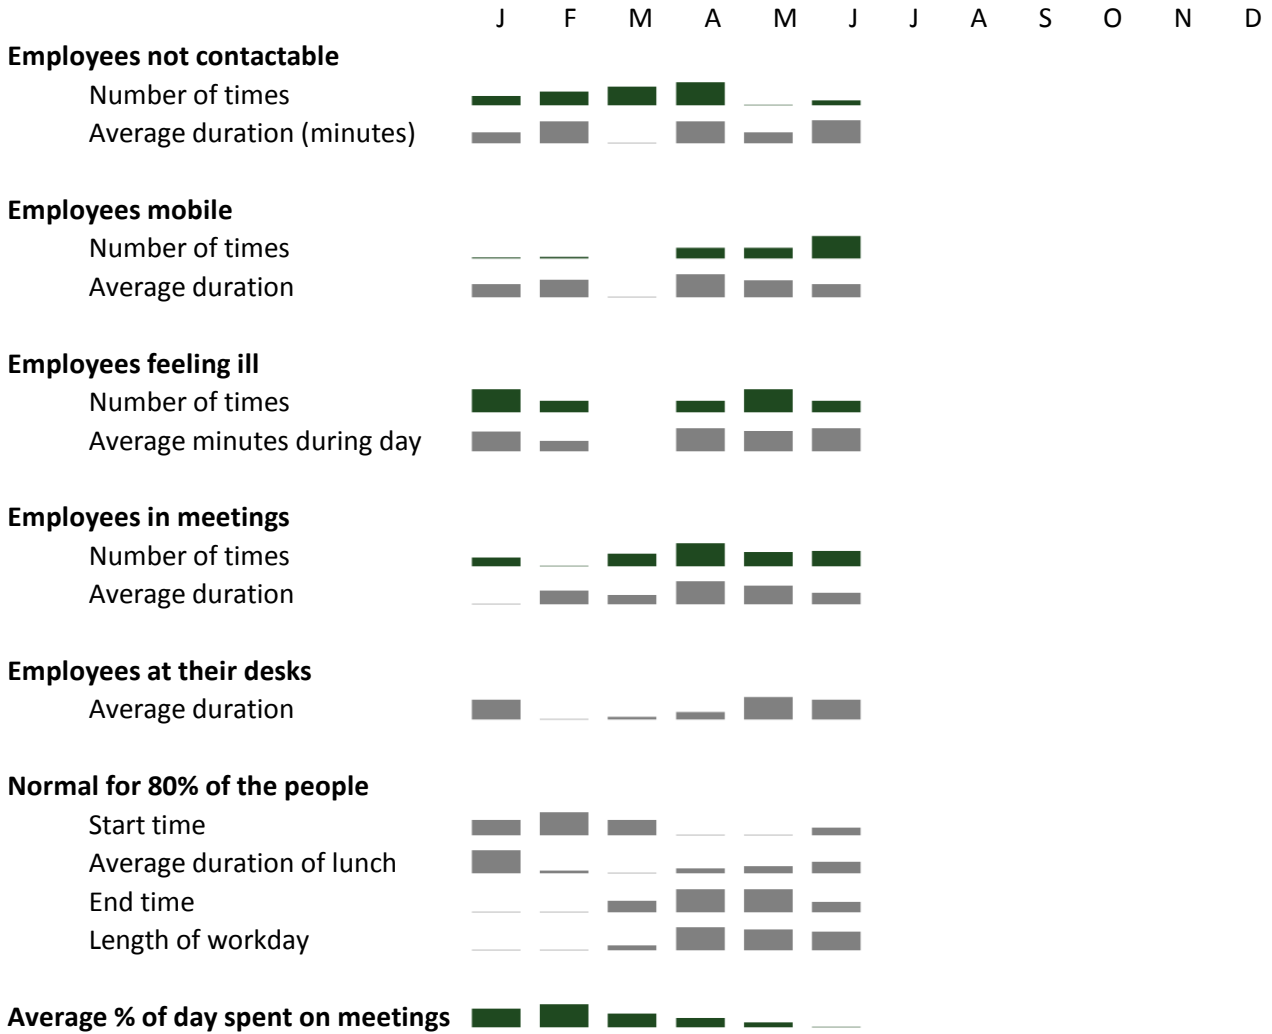 J F M A M J J A S O N D
Employees not contactable
Number of times
Average duration (minutes)
Employees mobile
Number of times
Average duration
Employees feeling ill
Number of times
Average minutes during day
Employees in meetings
Number of times
Average duration
Employees at their desks
Average duration
Normal for 80% of the people
Start time
Average duration of lunch
End time
Length of workday
Average % of day spent on meetings